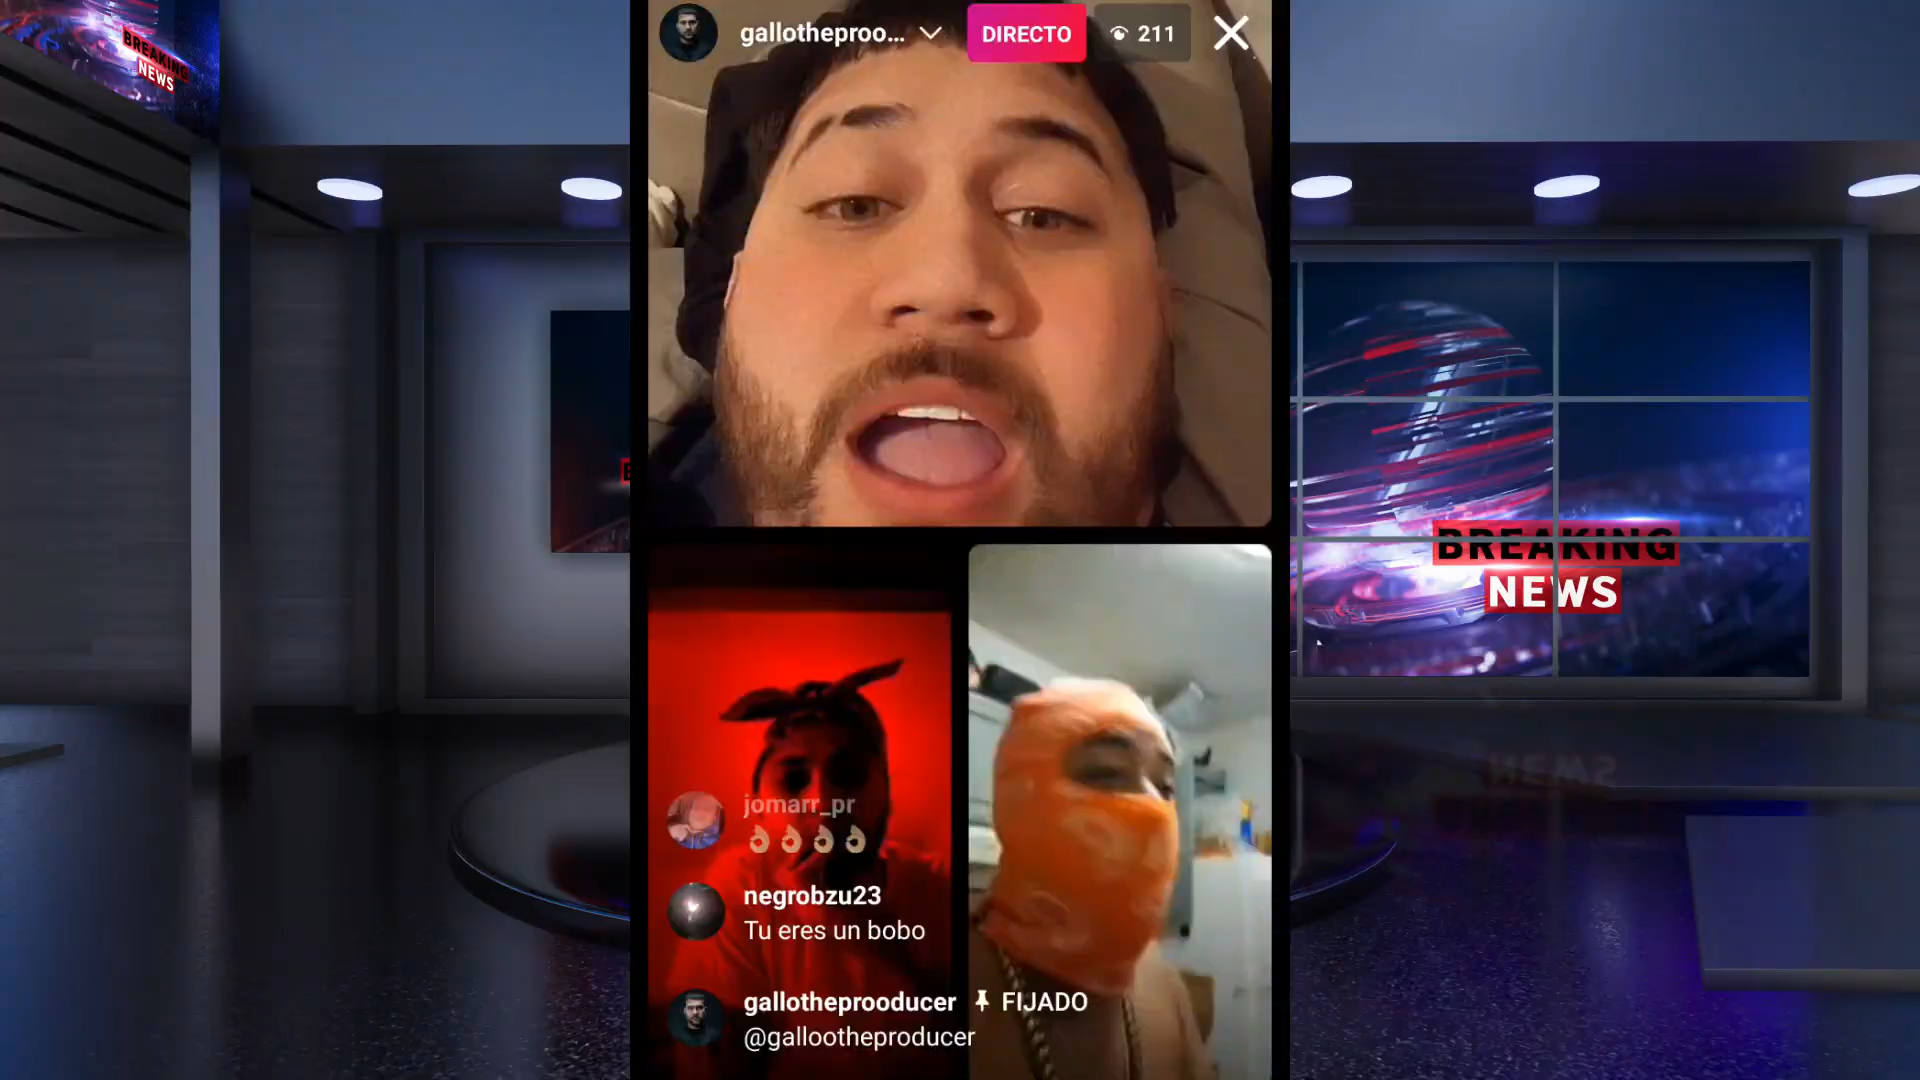 BREAKING
NEWS
gallotheproo...
DIRECTO
211
BREAKING
NEWS
jomarr_pr
👌🏼👌🏼👌🏼👌🏼
negrobzu23
Tu eres un bobo
gallotheprooducer FIJADO
@gallootheproducer